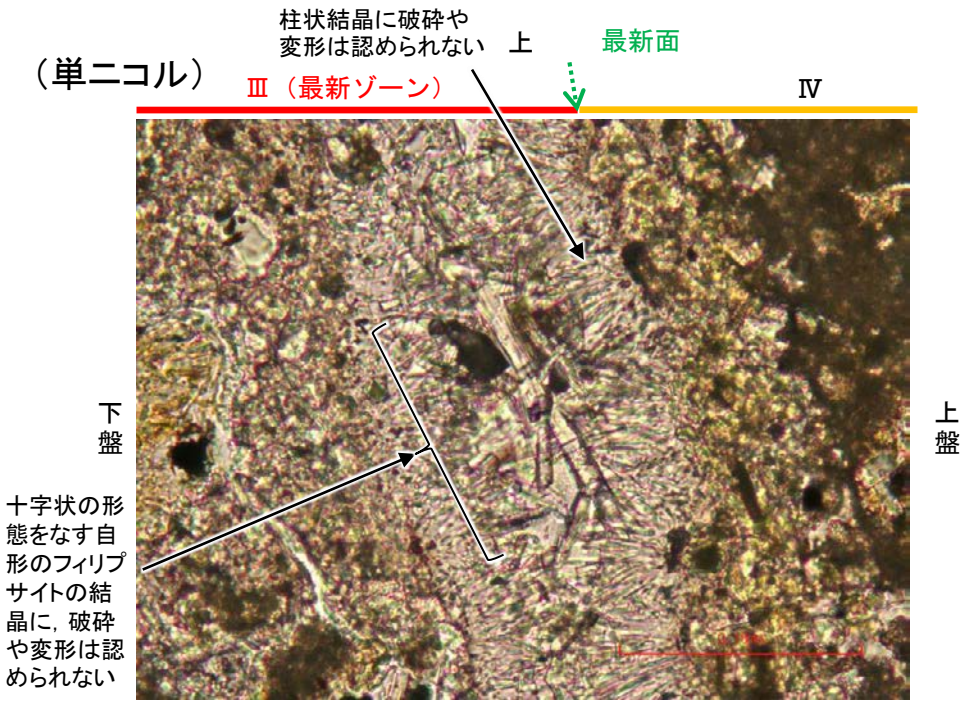 柱状結晶に破砕や
変形は認められない
上
最新面
(単ニコル)
Ⅲ(最新ゾーン)
Ⅳ
下
盤
上
盤
十字状の形
態をなす自
形のフィリプ
サイトの結
晶に,破砕
や変形は認
められない